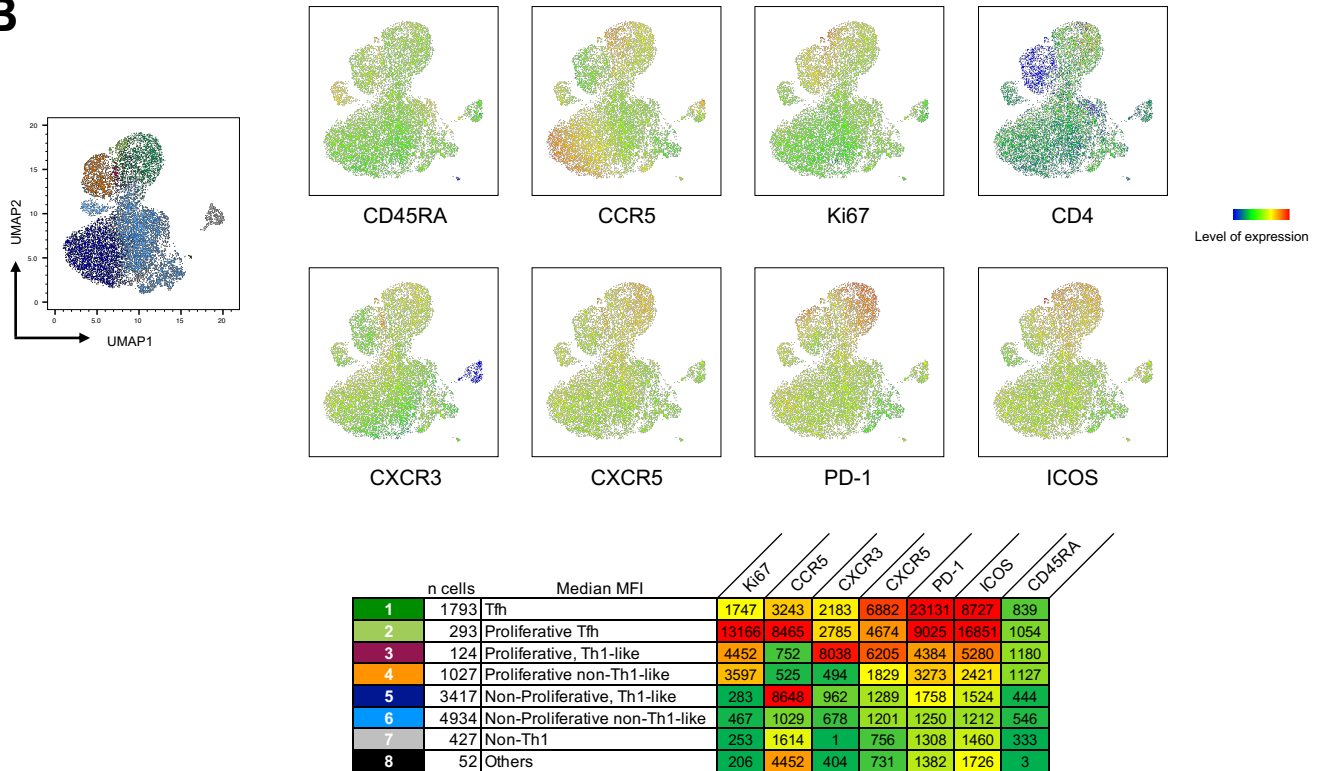 B
CD45RA
CCR5
Ki67
CD4
20
15
10
5.0
0
UMAP2
0
5.0
10
15
20
UMAP1
Level of expression
CXCR3
CXCR5
PD-1
ICOS
n cells Median MFI Ki67 CCR5 CXCR3 CXCR5 PD-1 ICOS CD45RA
1 1793 Tfh 1747 3243 2183 6882 23131 8727 839
2 293 Proliferative Tfh 13166 8465 2785 4674 9025 16851 1054
3 124 Proliferative, Th1-like 4452 752 8038 6205 4384 5280 1180
4 1027 Proliferative non-Th1-like 3597 525 494 1829 3273 2421 1127
5 3417 Non-Proliferative, Th1-like 283 8648 962 1289 1758 1524 444
6 4934 Non-Proliferative non-Th1-like 467 1029 678 1201 1250 1212 546
7 427 Non-Th1 253 1614 1 756 1308 1460 333
8 52 Others 206 4452 404 731 1382 1726 3